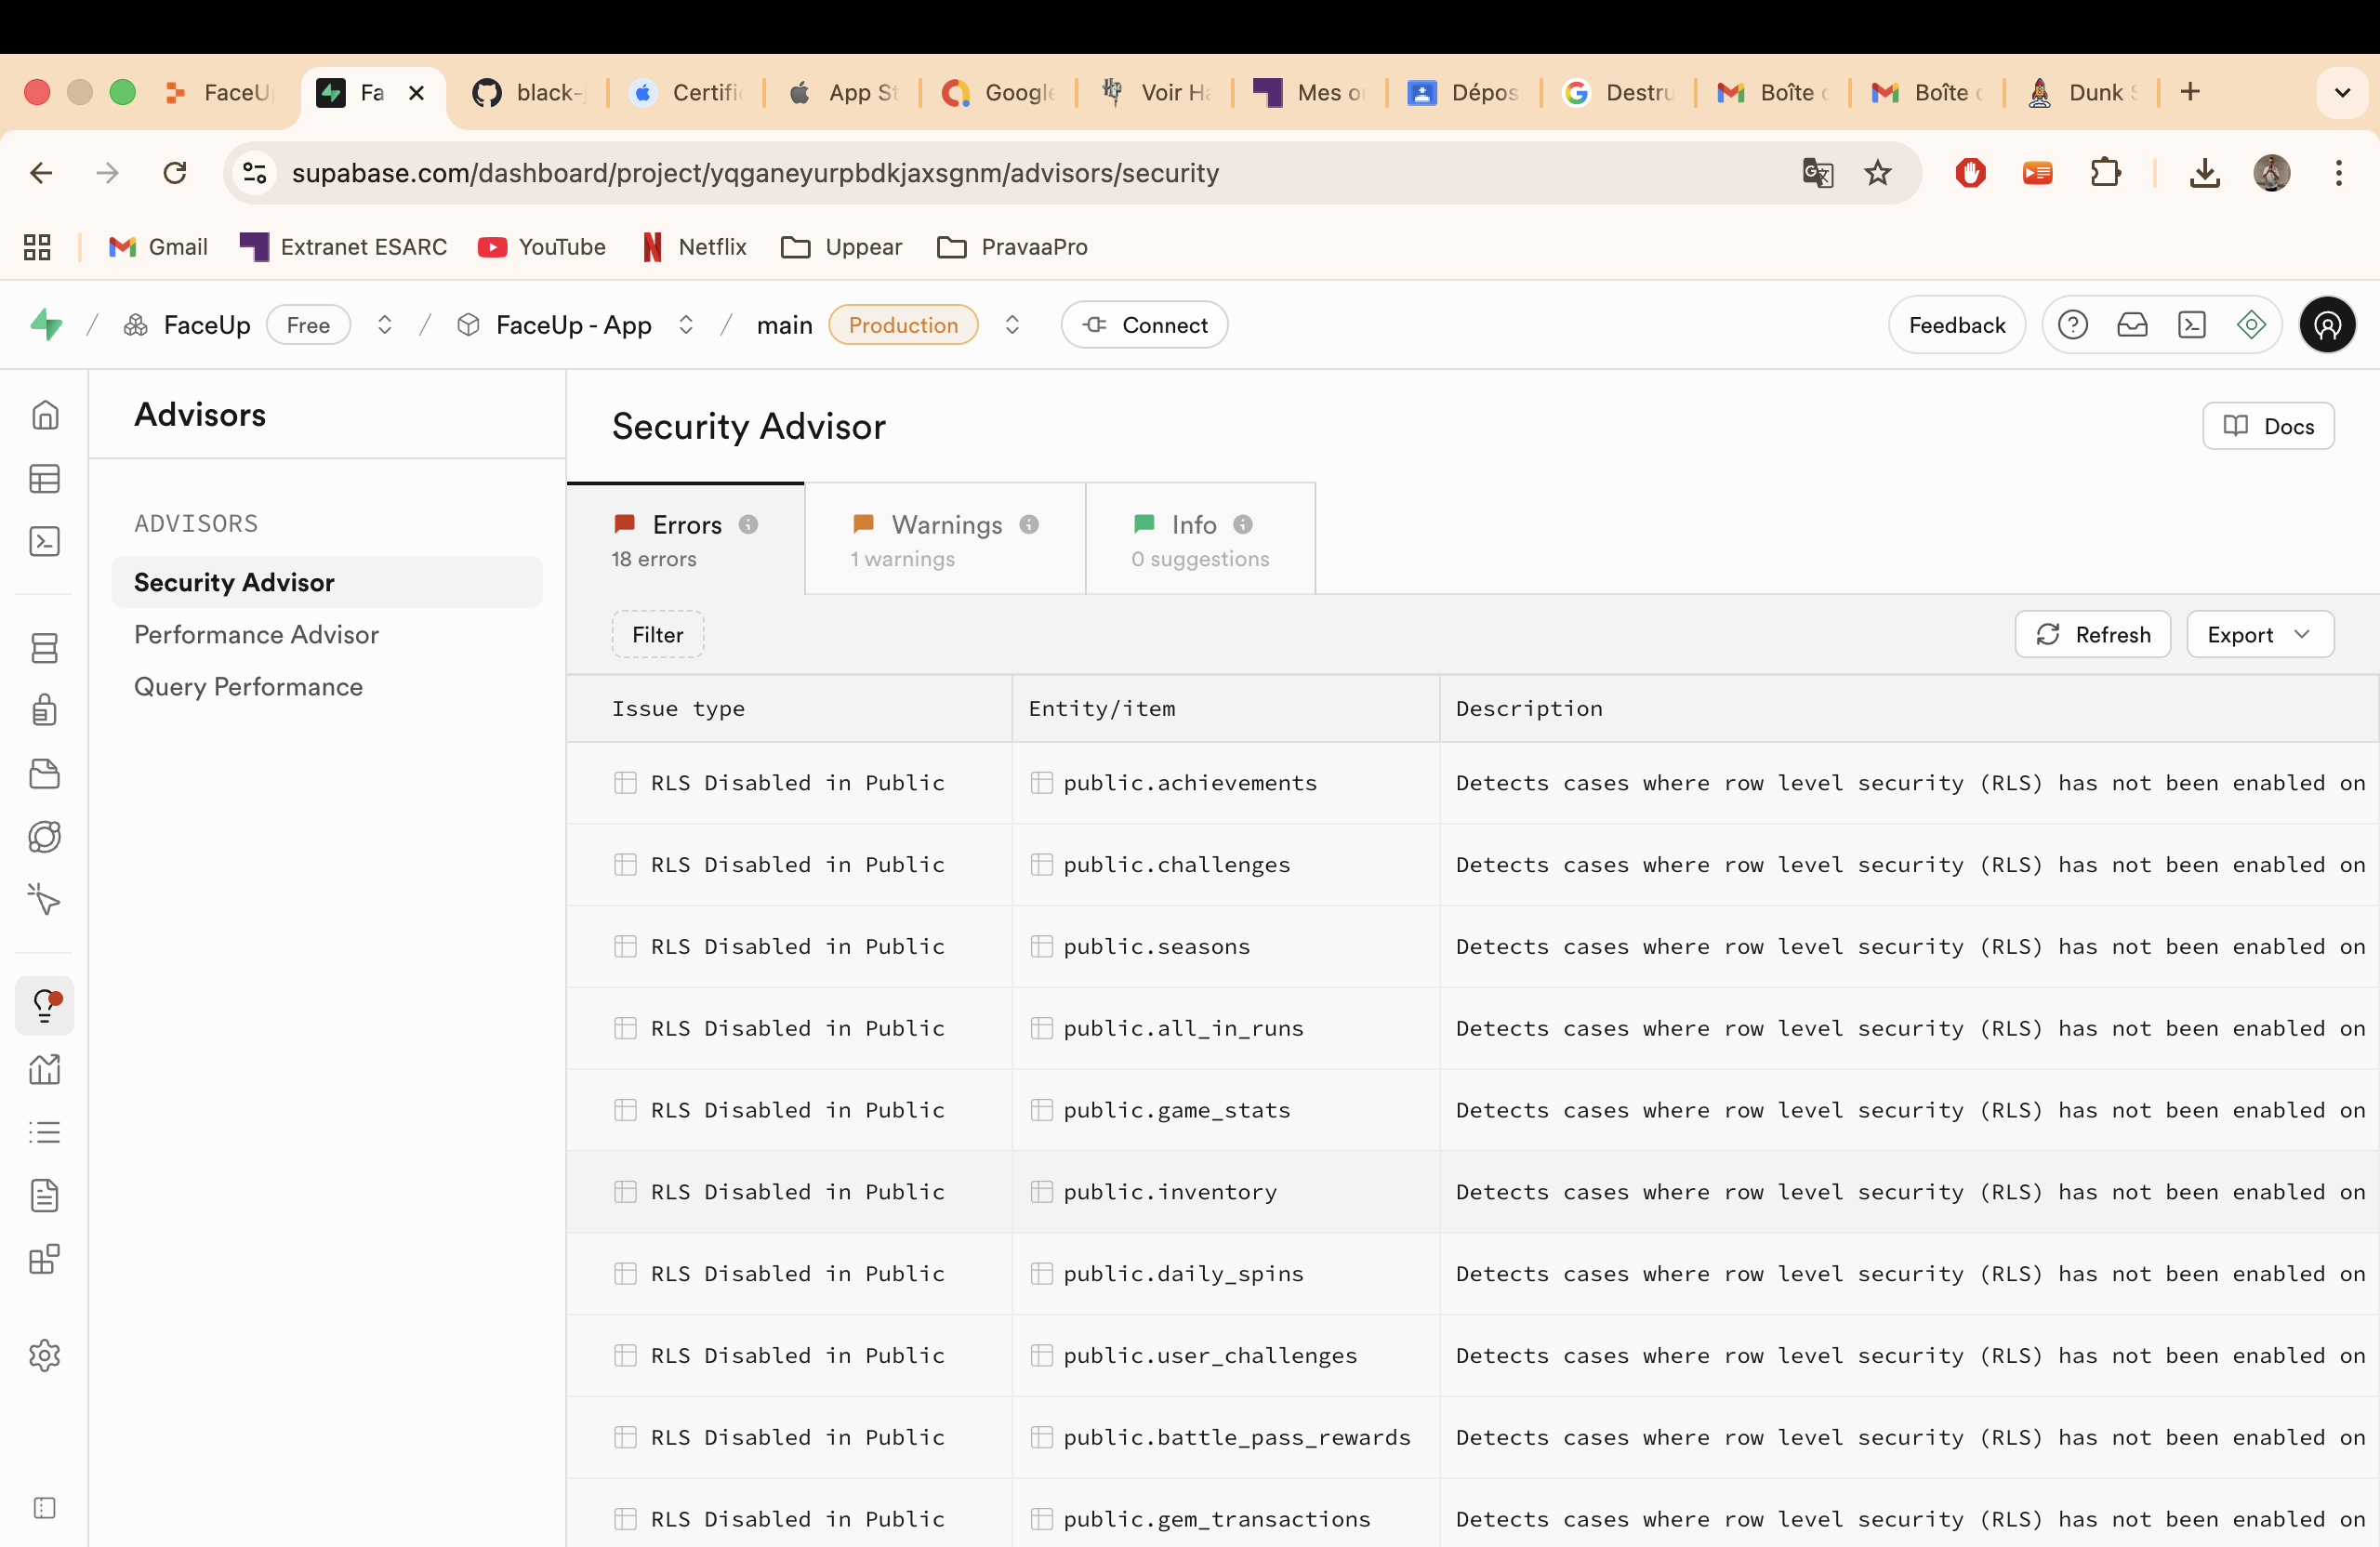 FaceU
Fa
black-
Certifi
App St
Google
Voir Ha
Mes o
Dépos
Destru
Boîte
Boîte
Dunk
supabase.com/dashboard/project/yqganeyurpbdkjaxsgnm/advisors/security
Gmail
Extranet ESARC
YouTube
Netflix
Uppear
PravaaPro
/ FaceUp Free / FaceUp - App / main Production Connect
Feedback
Advisors
ADVISORS
Security Advisor
Performance Advisor
Query Performance
Security Advisor
Docs
Errors
18 errors
Warnings
1 warnings
Info
0 suggestions
Filter
Refresh
Export
Issue type Entity/item Description
RLS Disabled in Public public.achievements Detects cases where row level security (RLS) has not been enabled on
RLS Disabled in Public public.challenges Detects cases where row level security (RLS) has not been enabled on
RLS Disabled in Public public.seasons Detects cases where row level security (RLS) has not been enabled on
RLS Disabled in Public public.all_in_runs Detects cases where row level security (RLS) has not been enabled on
RLS Disabled in Public public.game_stats Detects cases where row level security (RLS) has not been enabled on
RLS Disabled in Public public.inventory Detects cases where row level security (RLS) has not been enabled on
RLS Disabled in Public public.daily_spins Detects cases where row level security (RLS) has not been enabled on
RLS Disabled in Public public.user_challenges Detects cases where row level security (RLS) has not been enabled on
RLS Disabled in Public public.battle_pass_rewards Detects cases where row level security (RLS) has not been enabled on
RLS Disabled in Public public.gem_transactions Detects cases where row level security (RLS) has not been enabled on